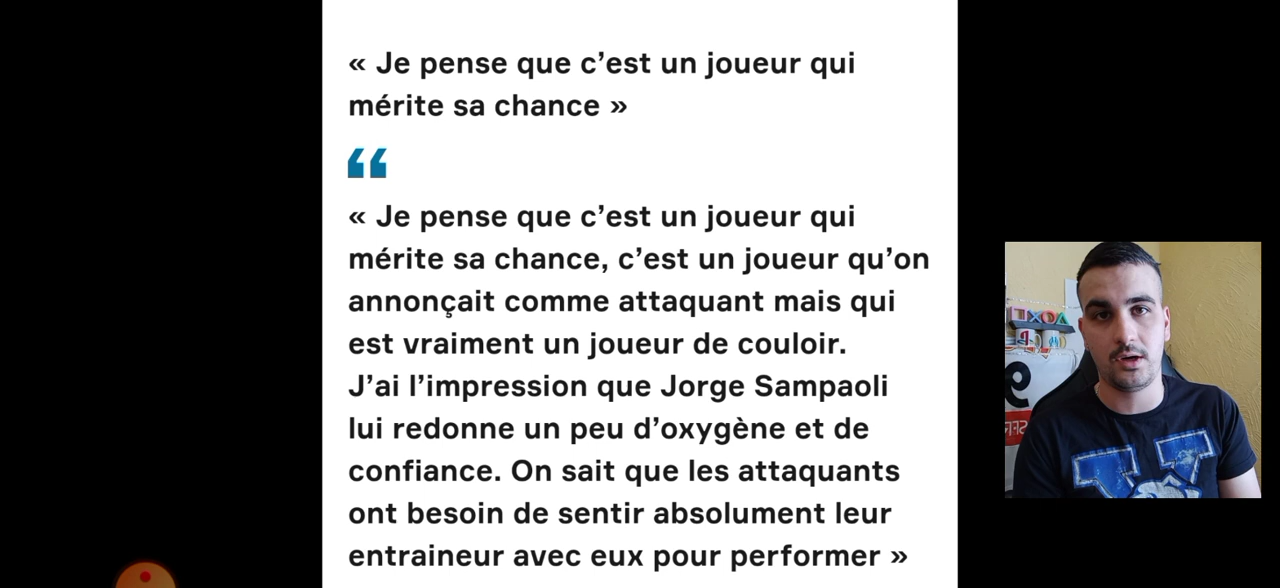 « Je pense que c’est un joueur qui
mérite sa chance »
“
« Je pense que c’est un joueur qui
mérite sa chance, c’est un joueur qu’on
annonçait comme attaquant mais qui
est vraiment un joueur de couloir.
J’ai l’impression que Jorge Sampaoli
lui redonne un peu d’oxygène et de
confiance. On sait que les attaquants
ont besoin de sentir absolument leur
entraineur avec eux pour performer »